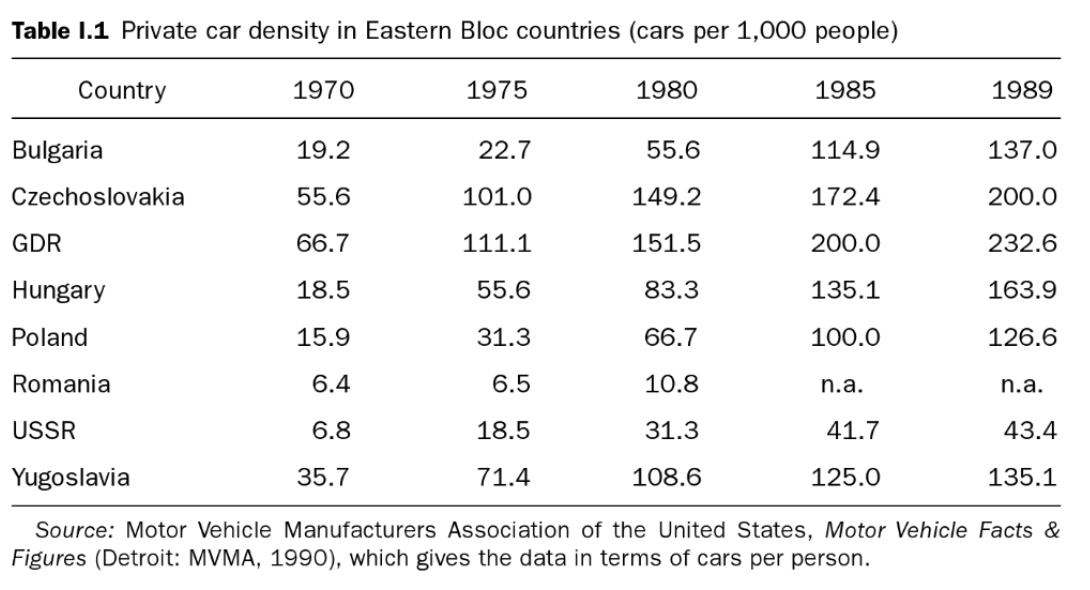 Table I.1 Private car density in Eastern Bloc countries (cars per 1,000 people)
Country 1970 1975 1980 1985 1989
Bulgaria 19.2 22.7 55.6 114.9 137.0
Czechoslovakia 55.6 101.0 149.2 172.4 200.0
GDR 66.7 111.1 151.5 200.0 232.6
Hungary 18.5 55.6 83.3 135.1 163.9
Poland 15.9 31.3 66.7 100.0 126.6
Romania 6.4 6.5 10.8 n.a. n.a.
USSR 6.8 18.5 31.3 41.7 43.4
Yugoslavia 35.7 71.4 108.6 125.0 135.1
Source: Motor Vehicle Manufacturers Association of the United States, Motor Vehicle Facts &
Figures (Detroit: MVMA, 1990), which gives the data in terms of cars per person.